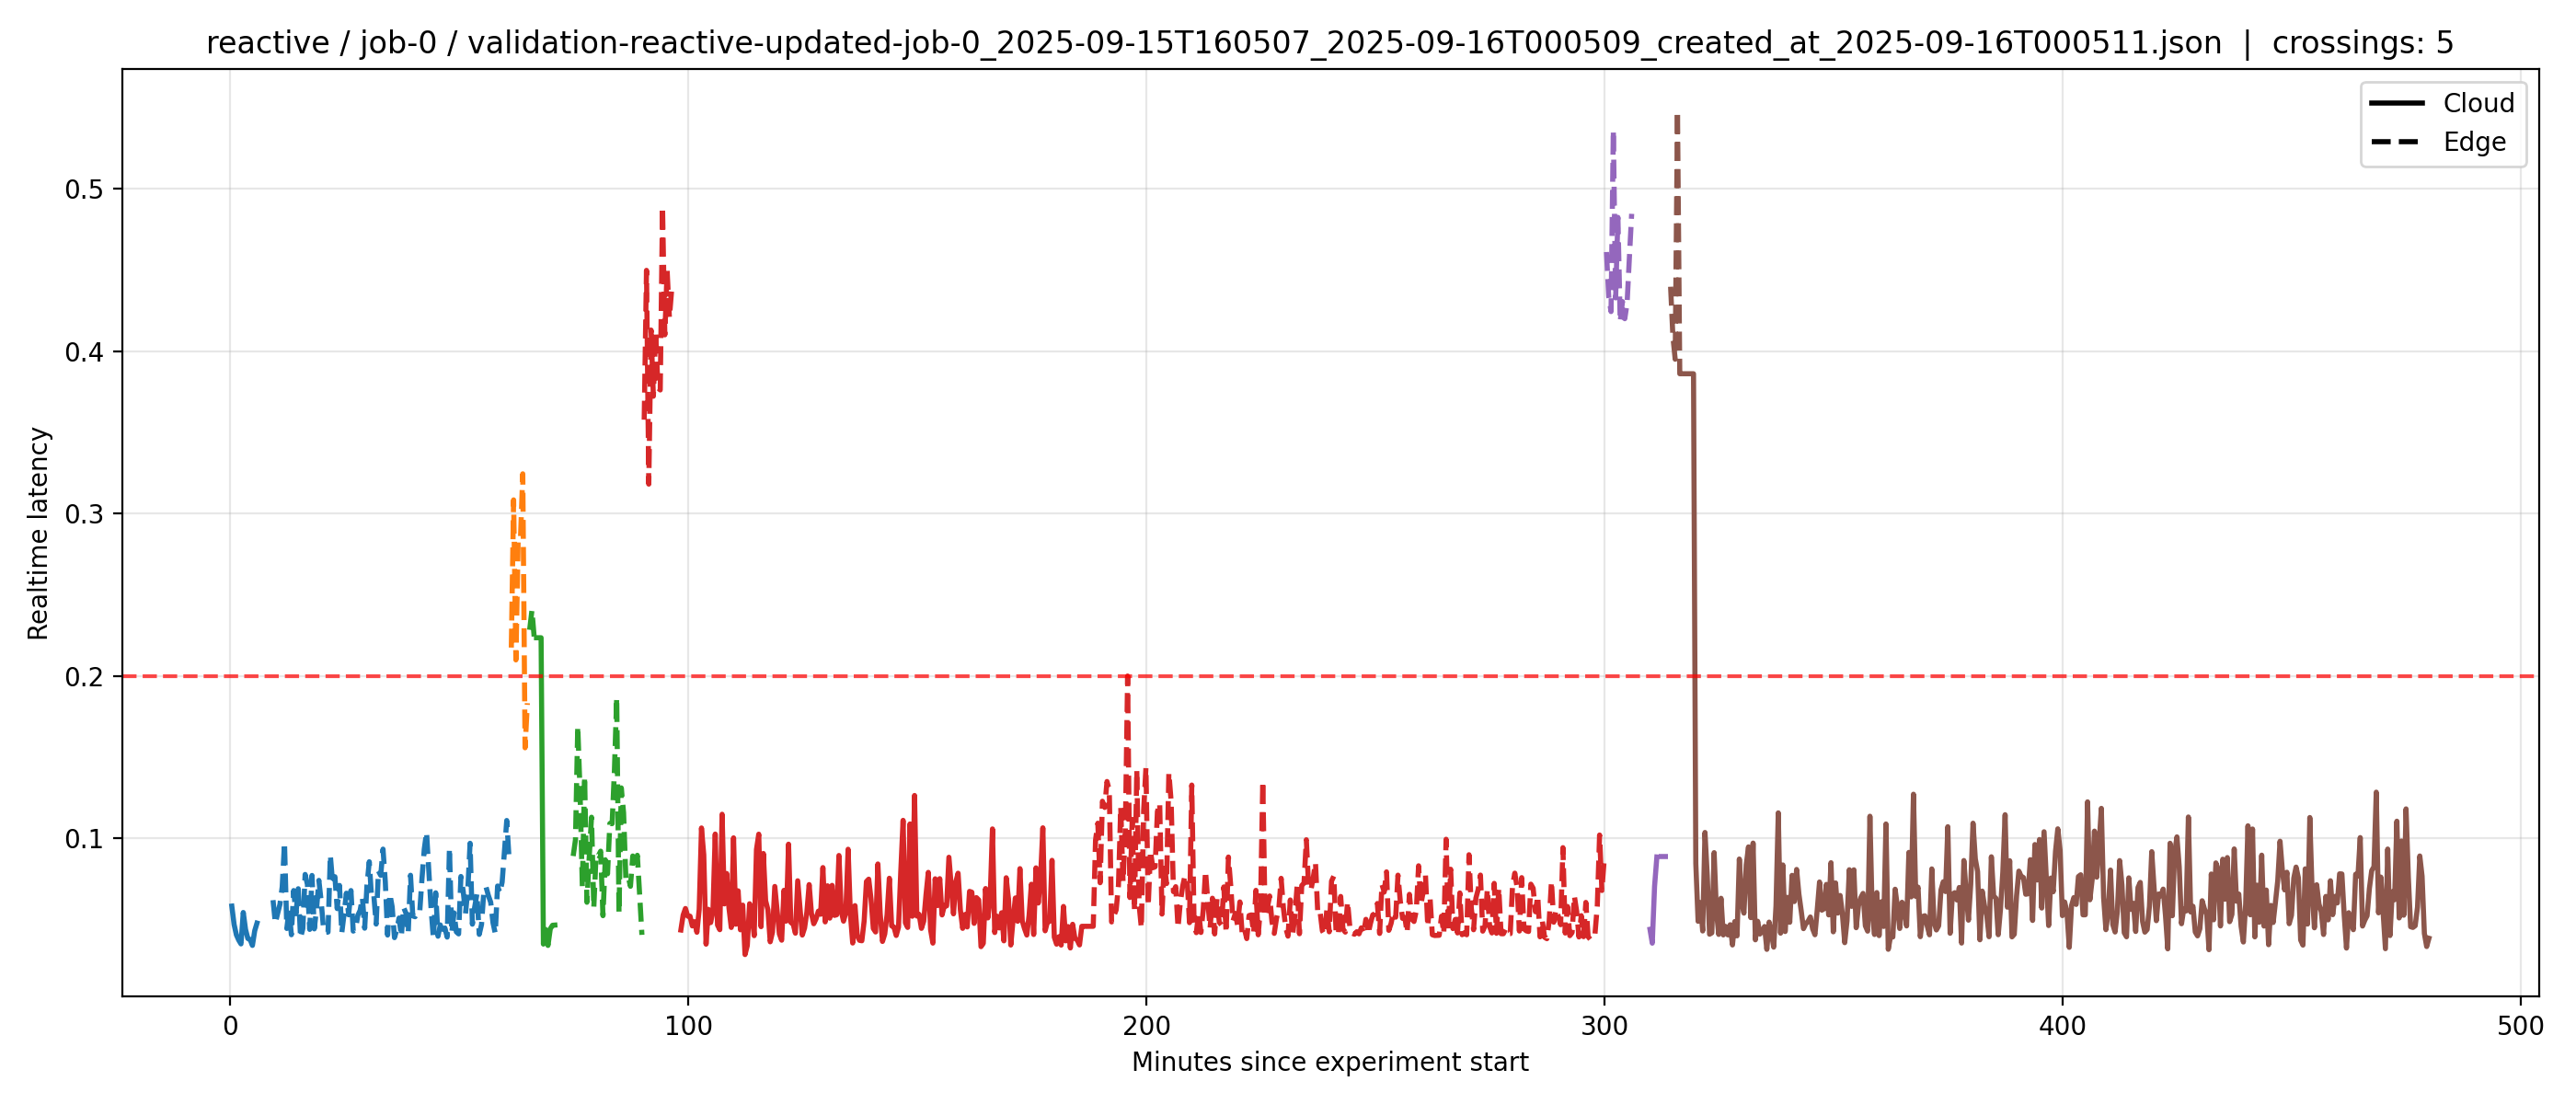 reactive / job-0 / validation-reactive-updated-job-0_2025-09-15T160507_2025-09-16T000509_created_at_2025-09-16T000511.json | crossings: 5
Cloud
Edge
Realtime latency
0.5
0.4
0.3
0.2
0.1
0
100
200
300
400
500
Minutes since experiment start